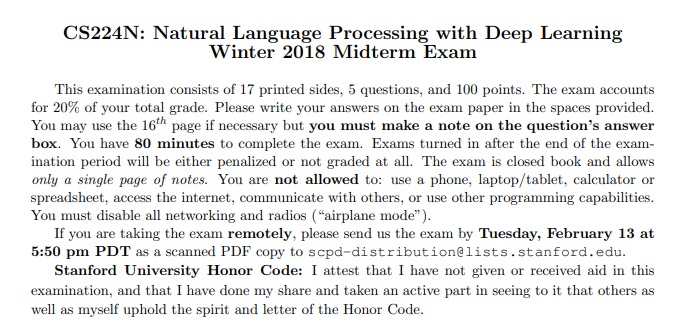 CS224N: Natural Language Processing with Deep Learning
Winter 2018 Midterm Exam
This examination consists of 17 printed sides, 5 questions, and 100 points. The exam accounts
for 20% of your total grade. Please write your answers on the exam paper in the spaces provided.
You may use the 16th page if necessary but you must make a note on the question's answer
box. You have 80 minutes to complete the exam. Exams turned in after the end of the exam-
ination period will be either penalized or not graded at all. The exam is closed book and allows
only a single page of notes. You are not allowed to: use a phone, laptop/tablet, calculator or
spreadsheet, access the internet, communicate with others, or use other programming capabilities.
You must disable all networking and radios (“airplane mode”).
If you are taking the exam remotely, please send us the exam by Tuesday, February 13 at
5:50 pm PDT as a scanned PDF copy to scpd-distribution@lists.stanford.edu.
Stanford University Honor Code: I attest that I have not given or received aid in this
examination, and that I have done my share and taken an active part in seeing to it that others as
well as myself uphold the spirit and letter of the Honor Code.